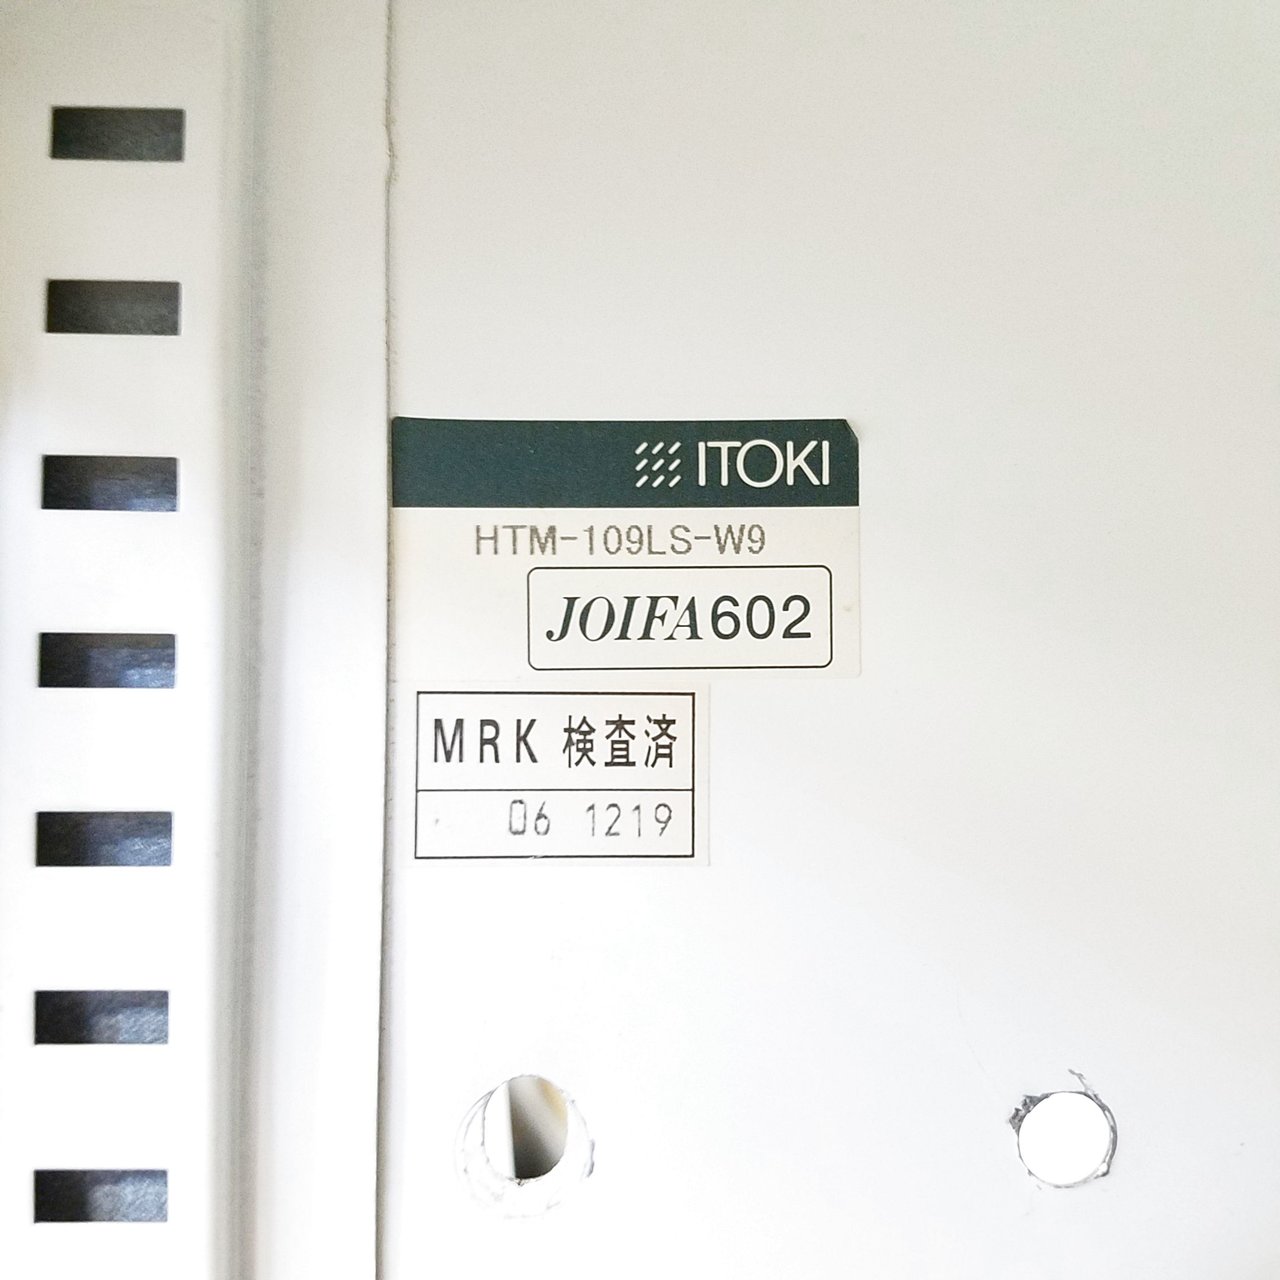 ITOKI
HTM-109LS-W9
JOIFA602
MRK 検査済
06 1219